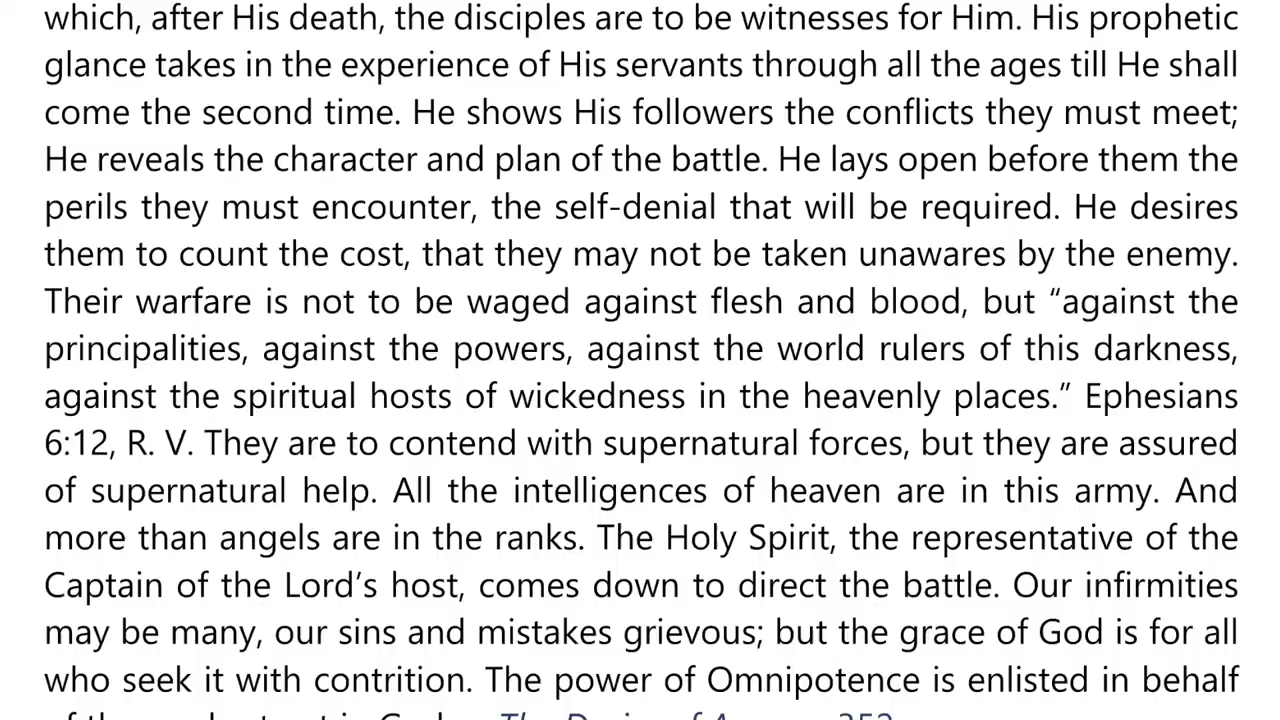 which, after His death, the disciples are to be witnesses for Him. His prophetic
glance takes in the experience of His servants through all the ages till He shall
come the second time. He shows His followers the conflicts they must meet;
He reveals the character and plan of the battle. He lays open before them the
perils they must encounter, the self-denial that will be required. He desires
them to count the cost, that they may not be taken unawares by the enemy.
Their warfare is not to be waged against flesh and blood, but “against the
principalities, against the powers, against the world rulers of this darkness,
against the spiritual hosts of wickedness in the heavenly places.” Ephesians
6:12, R. V. They are to contend with supernatural forces, but they are assured
of supernatural help. All the intelligences of heaven are in this army. And
more than angels are in the ranks. The Holy Spirit, the representative of the
Captain of the Lord’s host, comes down to direct the battle. Our infirmities
may be many, our sins and mistakes grievous; but the grace of God is for all
who seek it with contrition. The power of Omnipotence is enlisted in behalf